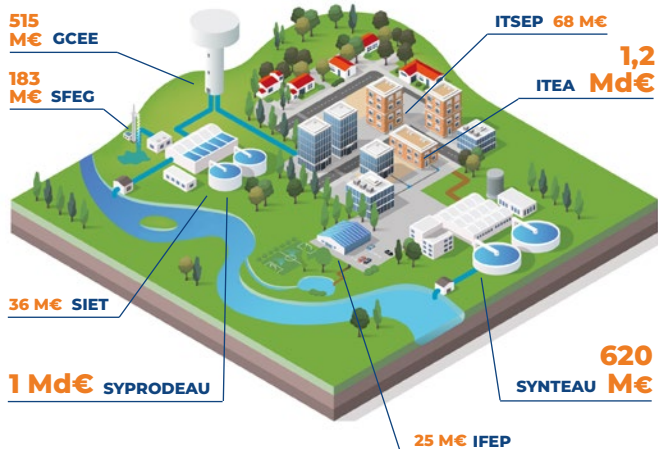 515
M€ GCEE
183
M€ SFEG
ITSEP 68 M€
1,2
ITEA Md€
36 M€ SIET
1 Md€ SYPRODEAU
620
SYNTEAU M€
25 M€ IFEP